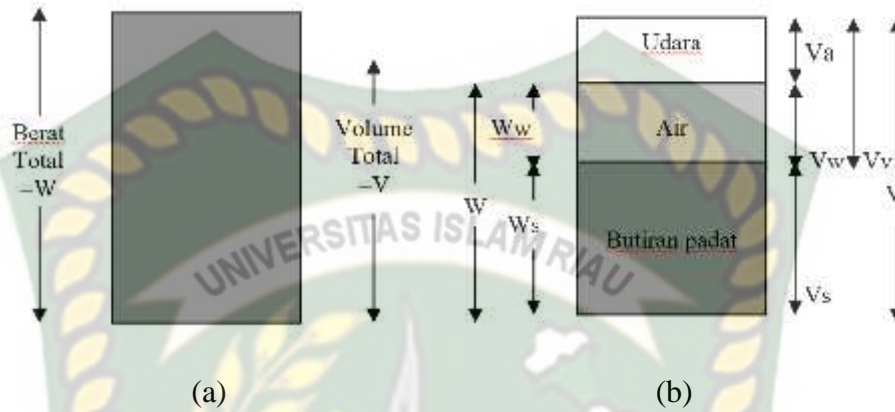 Berat
Total
=W
Volume
Total
=V
W
Ww
Ws
Udara
Air
Butiran padat
Va
Vw
Vv
V
Vs
UNIVERSITAS ISLAM RIAU
(a)
(b)